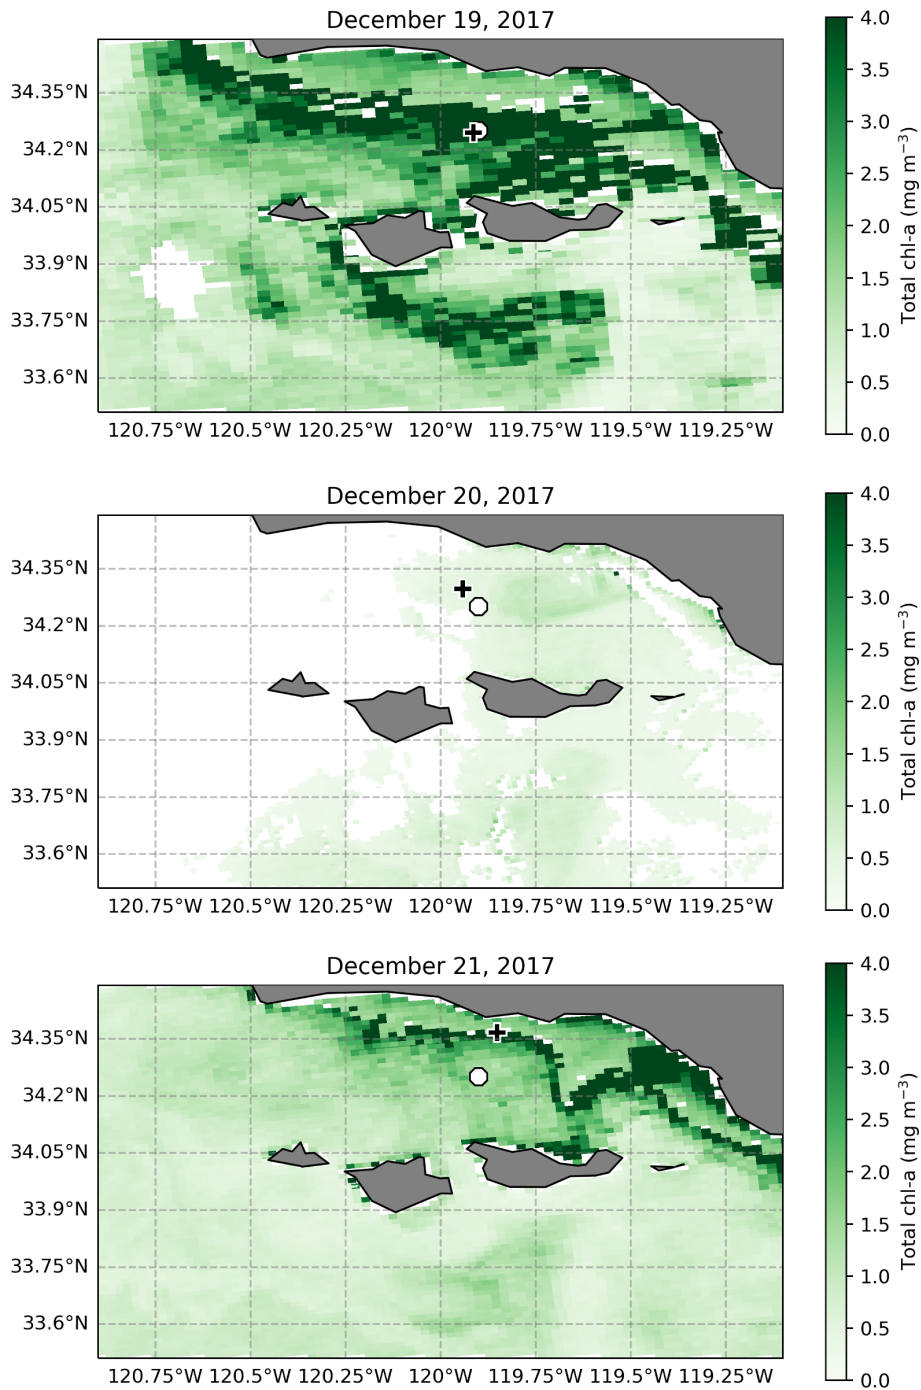 December 19, 2017
34.35°N
34.2°N
34.05°N
33.9°N
33.75°N
33.6°N
120.75°W 120.5°W 120.25°W 120°W 119.75°W 119.5°W 119.25°W
4.0
3.5
3.0
2.5
2.0
1.5
1.0
0.5
0.0
Total chl-a (mg m⁻³)
December 20, 2017
34.35°N
34.2°N
34.05°N
33.9°N
33.75°N
33.6°N
120.75°W 120.5°W 120.25°W 120°W 119.75°W 119.5°W 119.25°W
4.0
3.5
3.0
2.5
2.0
1.5
1.0
0.5
0.0
Total chl-a (mg m⁻³)
December 21, 2017
34.35°N
34.2°N
34.05°N
33.9°N
33.75°N
33.6°N
120.75°W 120.5°W 120.25°W 120°W 119.75°W 119.5°W 119.25°W
4.0
3.5
3.0
2.5
2.0
1.5
1.0
0.5
0.0
Total chl-a (mg m⁻³)